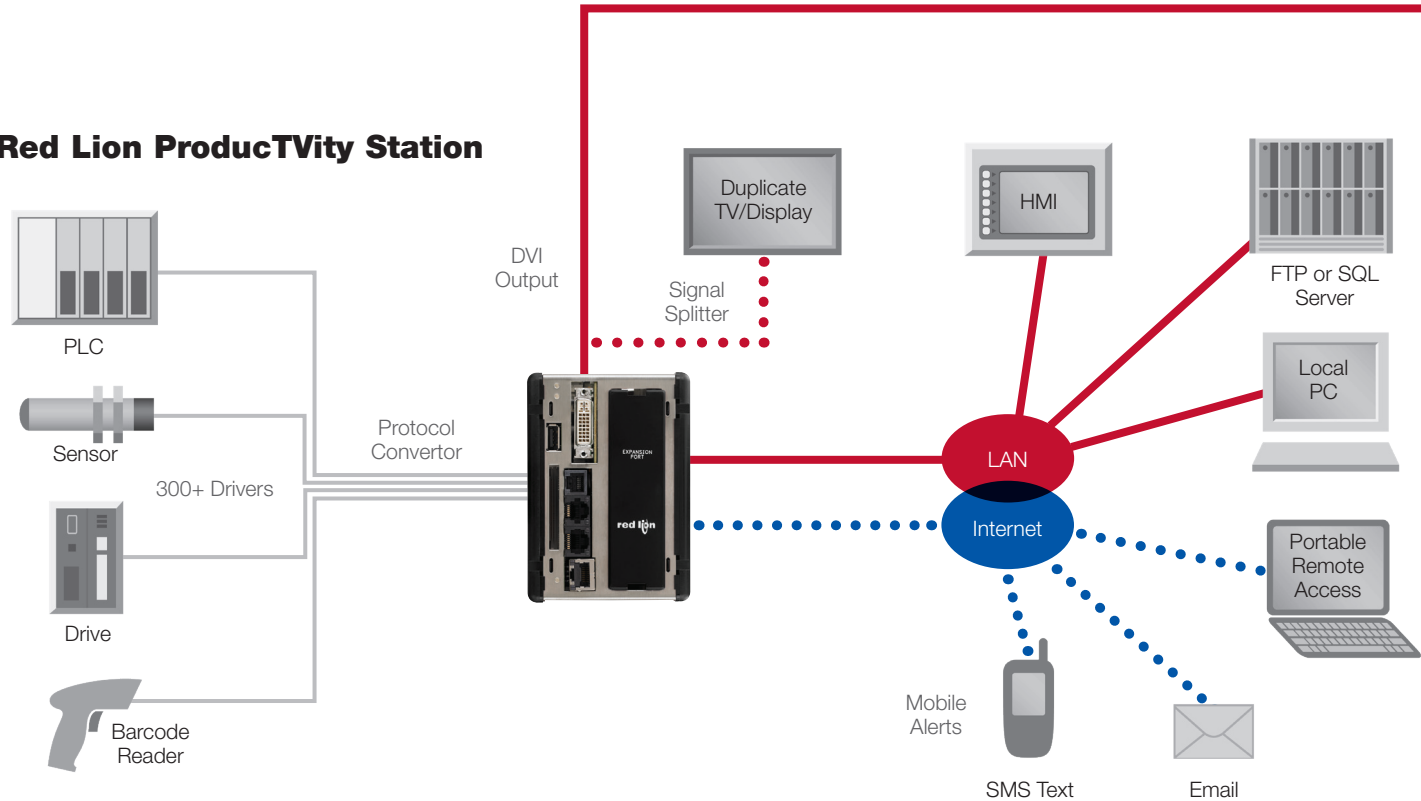 Red Lion ProducTVity Station
PLC
Sensor
300+ Drivers
Drive
Barcode
Reader
Protocol
Convertor
DVI
Output
Signal
Splitter
Duplicate
TV/Display
EXPANSION
PORT
red lion
HMI
FTP or SQL
Server
Local
PC
LAN
Internet
Portable
Remote
Access
Mobile
Alerts
SMS Text
Email